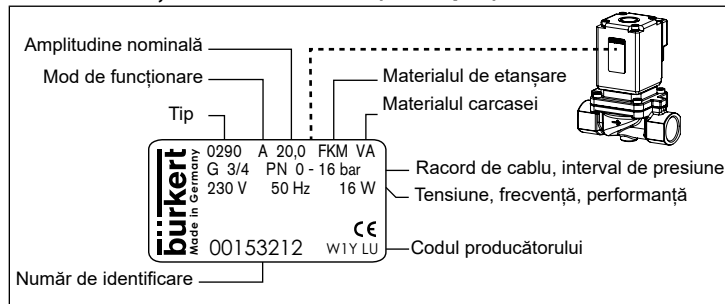 Amplitudine nominală
Mod de funcționare
Tip
Materialul de etanșare
Materialul carcasei
bürkert
Made in Germany
0290 A 20,0 FKM VA
G 3/4 PN 0 - 16 bar
230 V 50 Hz 16 W
CE
00153212 W1Y LU
Racord de cablu, interval de presiune
Tensiune, frecvență, performanță
Codul producătorului
Număr de identificare